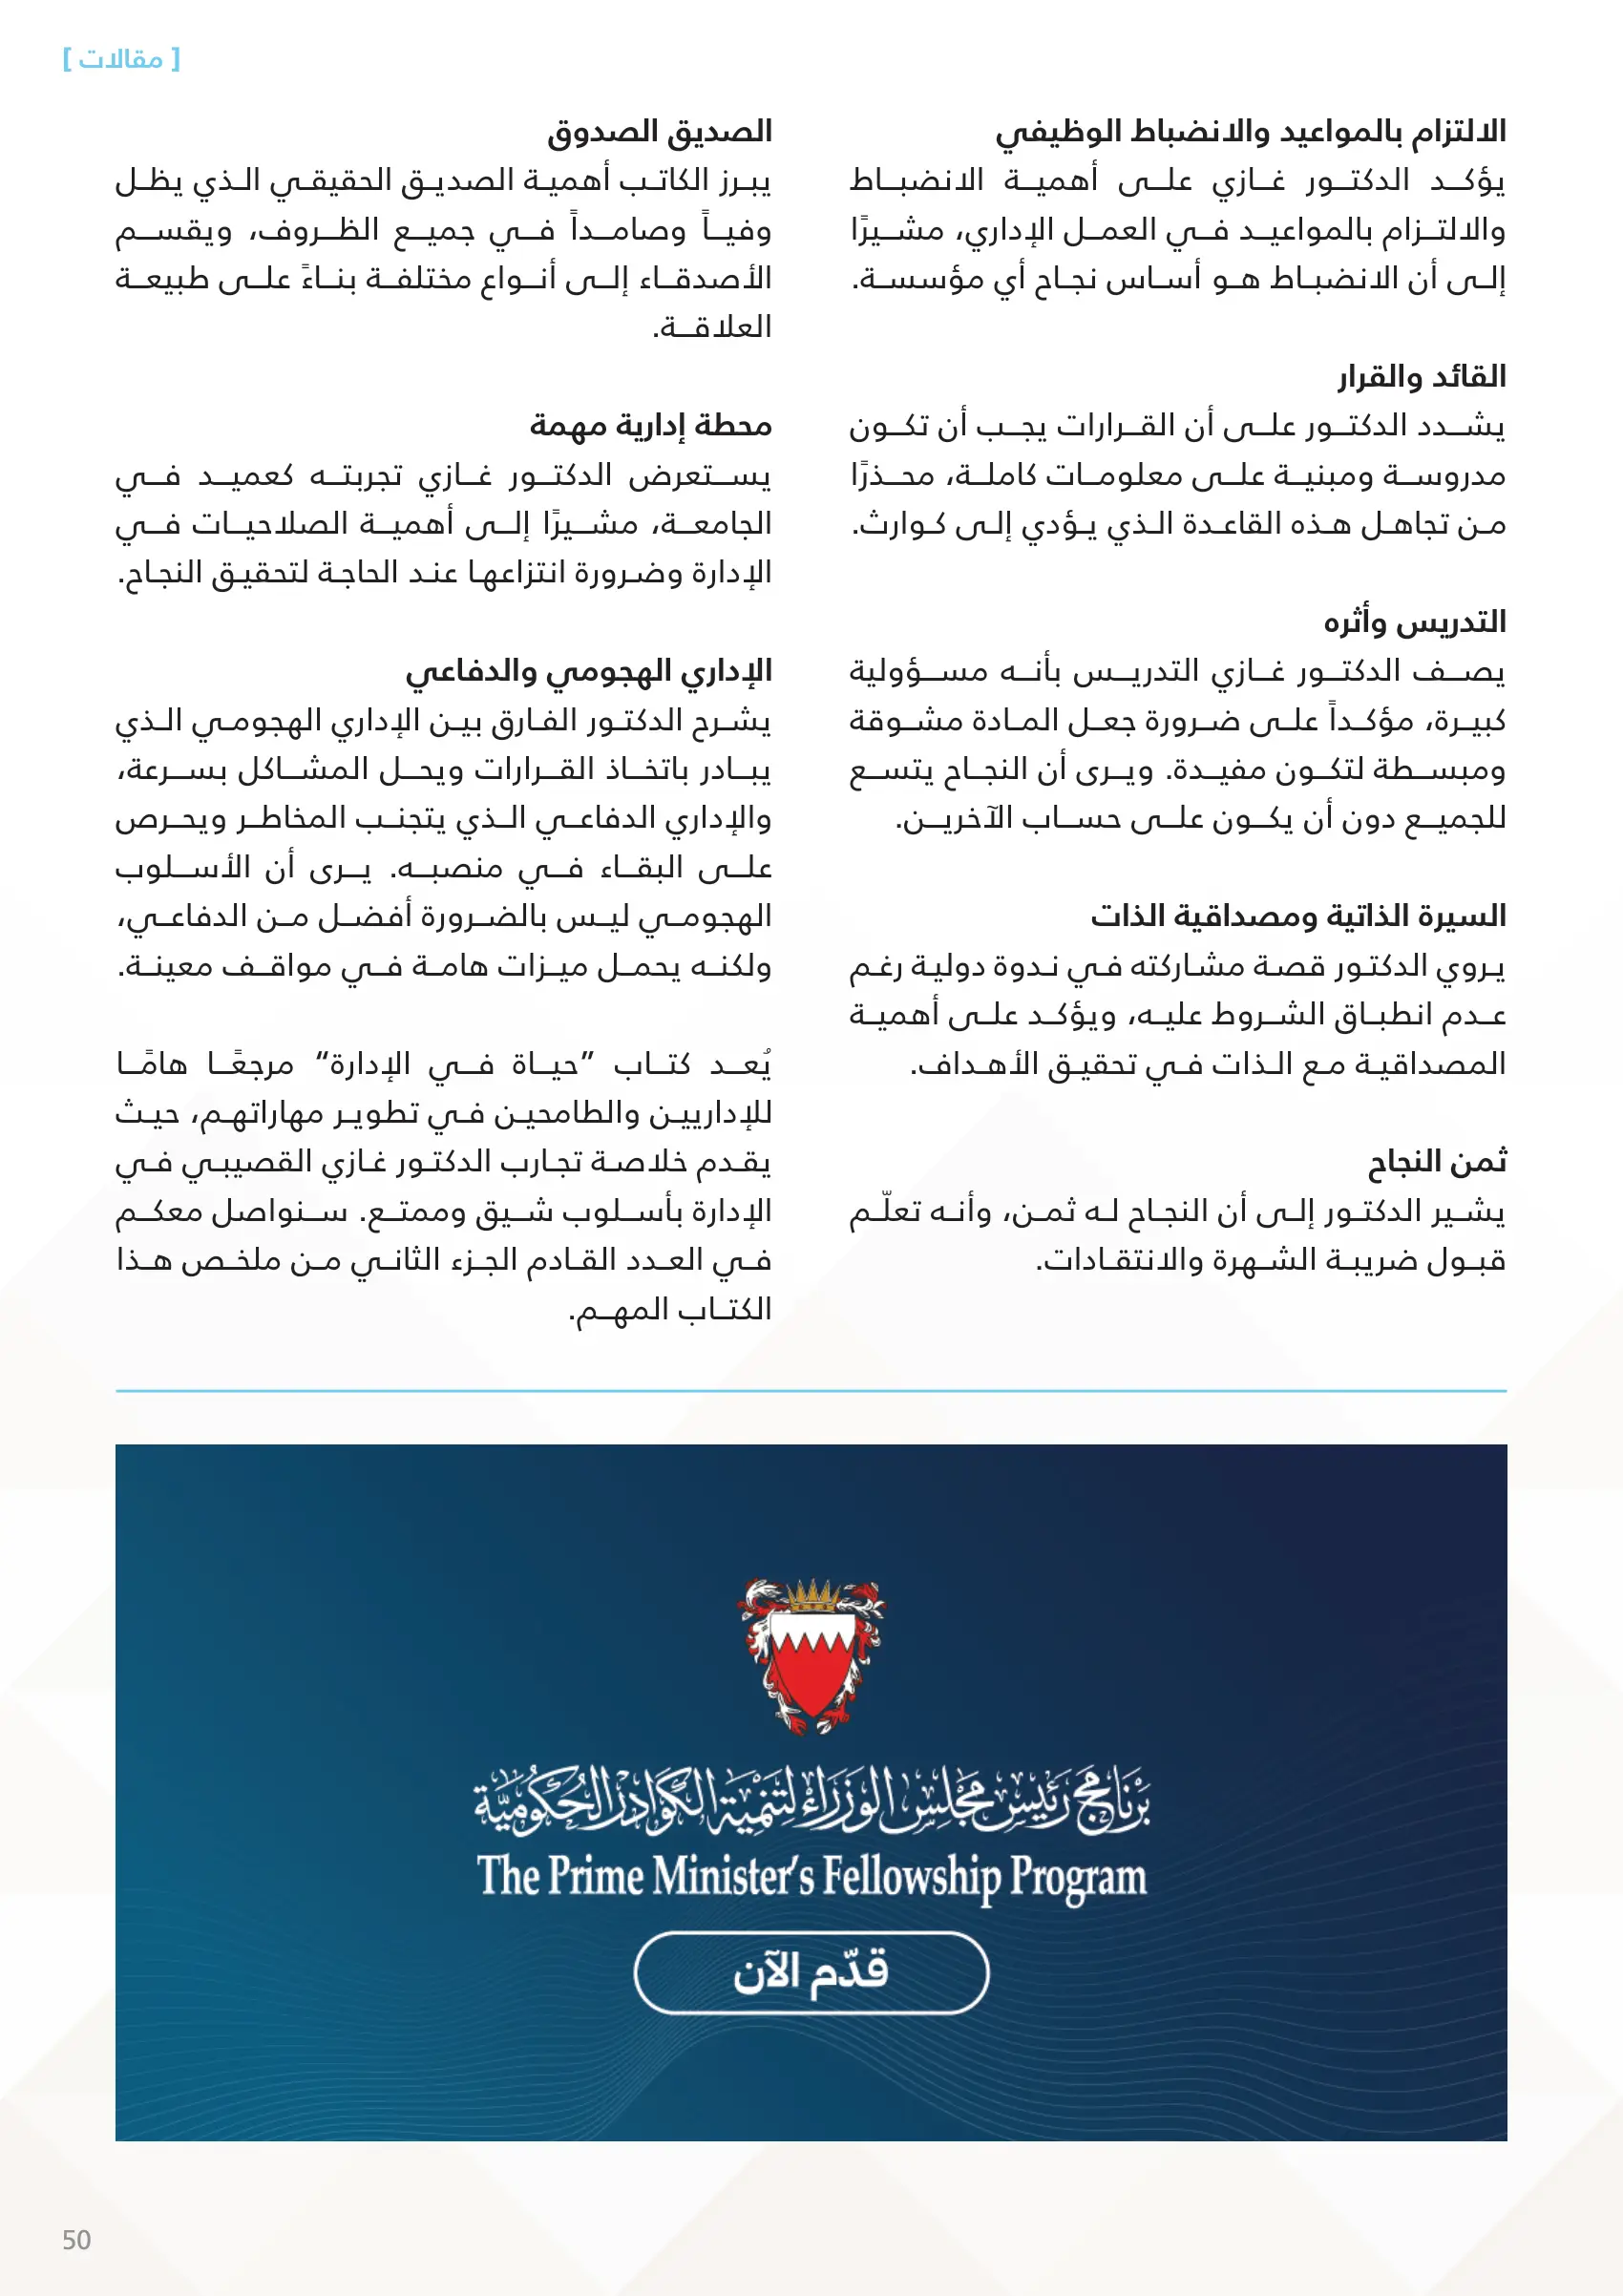 [ مقالات ]
الالتزام بالمواعيد والانضباط الوظيفي
يؤكد الدكتور غازي على أهمية الانضباط
والالتزام بالمواعيد في العمل الإداري، مشيرًا
إلى أن الانضباط هو أساس نجاح أي مؤسسة.
القائد والقرار
يشدد الدكتور على أن القرارات يجب أن تكون
مدروسة ومبنية على معلومات كاملة، محذرًا
من تجاهل هذه القاعدة الذي يؤدي إلى كوارث.
التدريس وأثره
يصف الدكتور غازي التدريس بأنه مسؤولية
كبيرة، مؤكداً على ضرورة جعل المادة مشوقة
ومبسطة لتكون مفيدة. ويرى أن النجاح يتسع
للجميع دون أن يكون على حساب الآخرين.
السيرة الذاتية ومصداقية الذات
يروي الدكتور قصة مشاركته في ندوة دولية رغم
عدم انطباق الشروط عليه، ويؤكد على أهمية
المصداقية مع الذات في تحقيق الأهداف.
ثمن النجاح
يشير الدكتور إلى أن النجاح له ثمن، وأنه تعلّم
قبول ضريبة الشهرة والانتقادات.
الصديق الصدوق
يبرز الكاتب أهمية الصديق الحقيقي الذي يظل
وفياً وصامداً في جميع الظروف، ويقسم
الأصدقاء إلى أنواع مختلفة بناءً على طبيعة
العلاقة.
محطة إدارية مهمة
يستعرض الدكتور غازي تجربته كعميد في
الجامعة، مشيرًا إلى أهمية الصلاحيات في
الإدارة وضرورة انتزاعها عند الحاجة لتحقيق النجاح.
الإداري الهجومي والدفاعي
يشرح الدكتور الفارق بين الإداري الهجومي الذي
يبادر باتخاذ القرارات ويحل المشاكل بسرعة،
والإداري الدفاعي الذي يتجنب المخاطر ويحرص
على البقاء في منصبه. يرى أن الأسلوب
الهجومي ليس بالضرورة أفضل من الدفاعي،
ولكنه يحمل ميزات هامة في مواقف معينة.
يُعد كتاب ”حياة في الإدارة“ مرجعًا هامًا
للإداريين والطامحين في تطوير مهاراتهم، حيث
يقدم خلاصة تجارب الدكتور غازي القصيبي في
الإدارة بأسلوب شيق وممتع. سنواصل معكم
في العدد القادم الجزء الثاني من ملخص هذا
الكتاب المهم.
برنامج رئيس مجلس الوزراء لتنمية الكوادر الحكومية
The Prime Minister's Fellowship Program
قدّم الآن
50